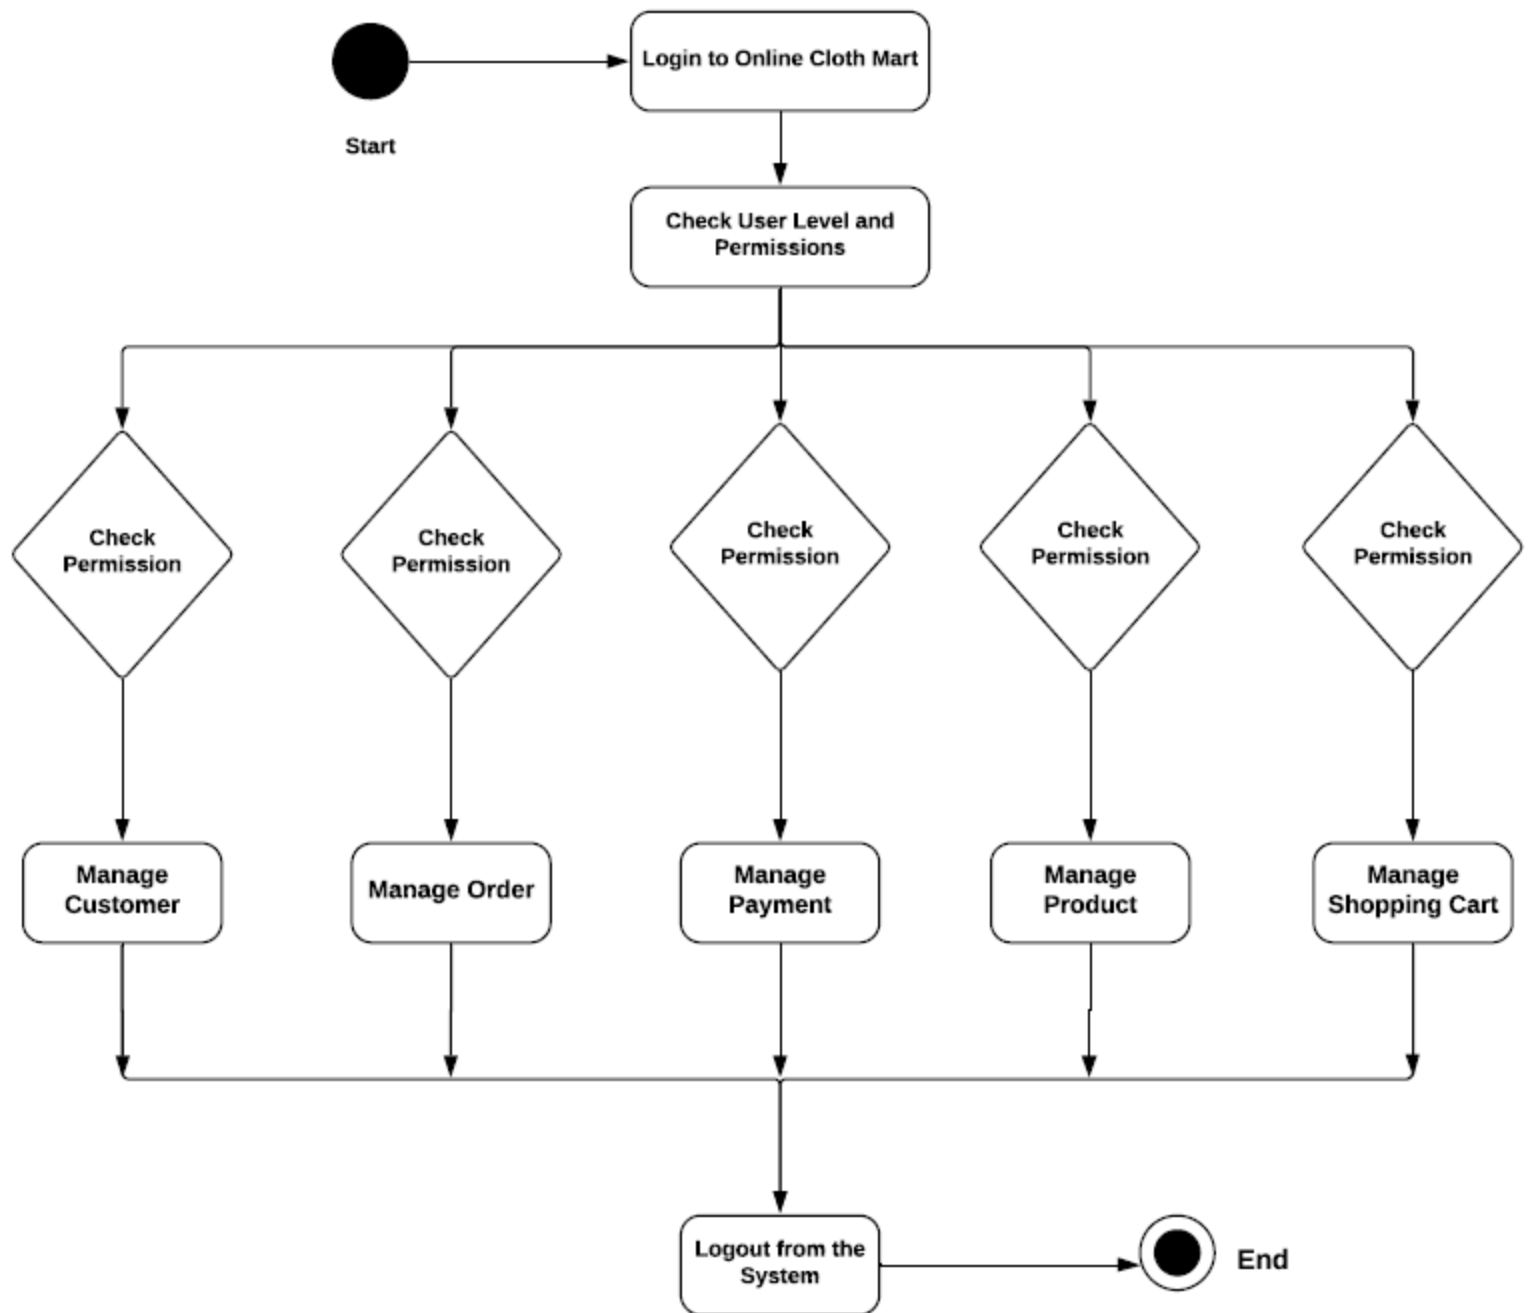 Login to Online Cloth Mart
Start
Check User Level and
Permissions
Check
Permission
Check
Permission
Check
Permission
Check
Permission
Check
Permission
Manage
Customer
Manage Order
Manage
Payment
Manage
Product
Manage
Shopping Cart
Logout from the
System
End